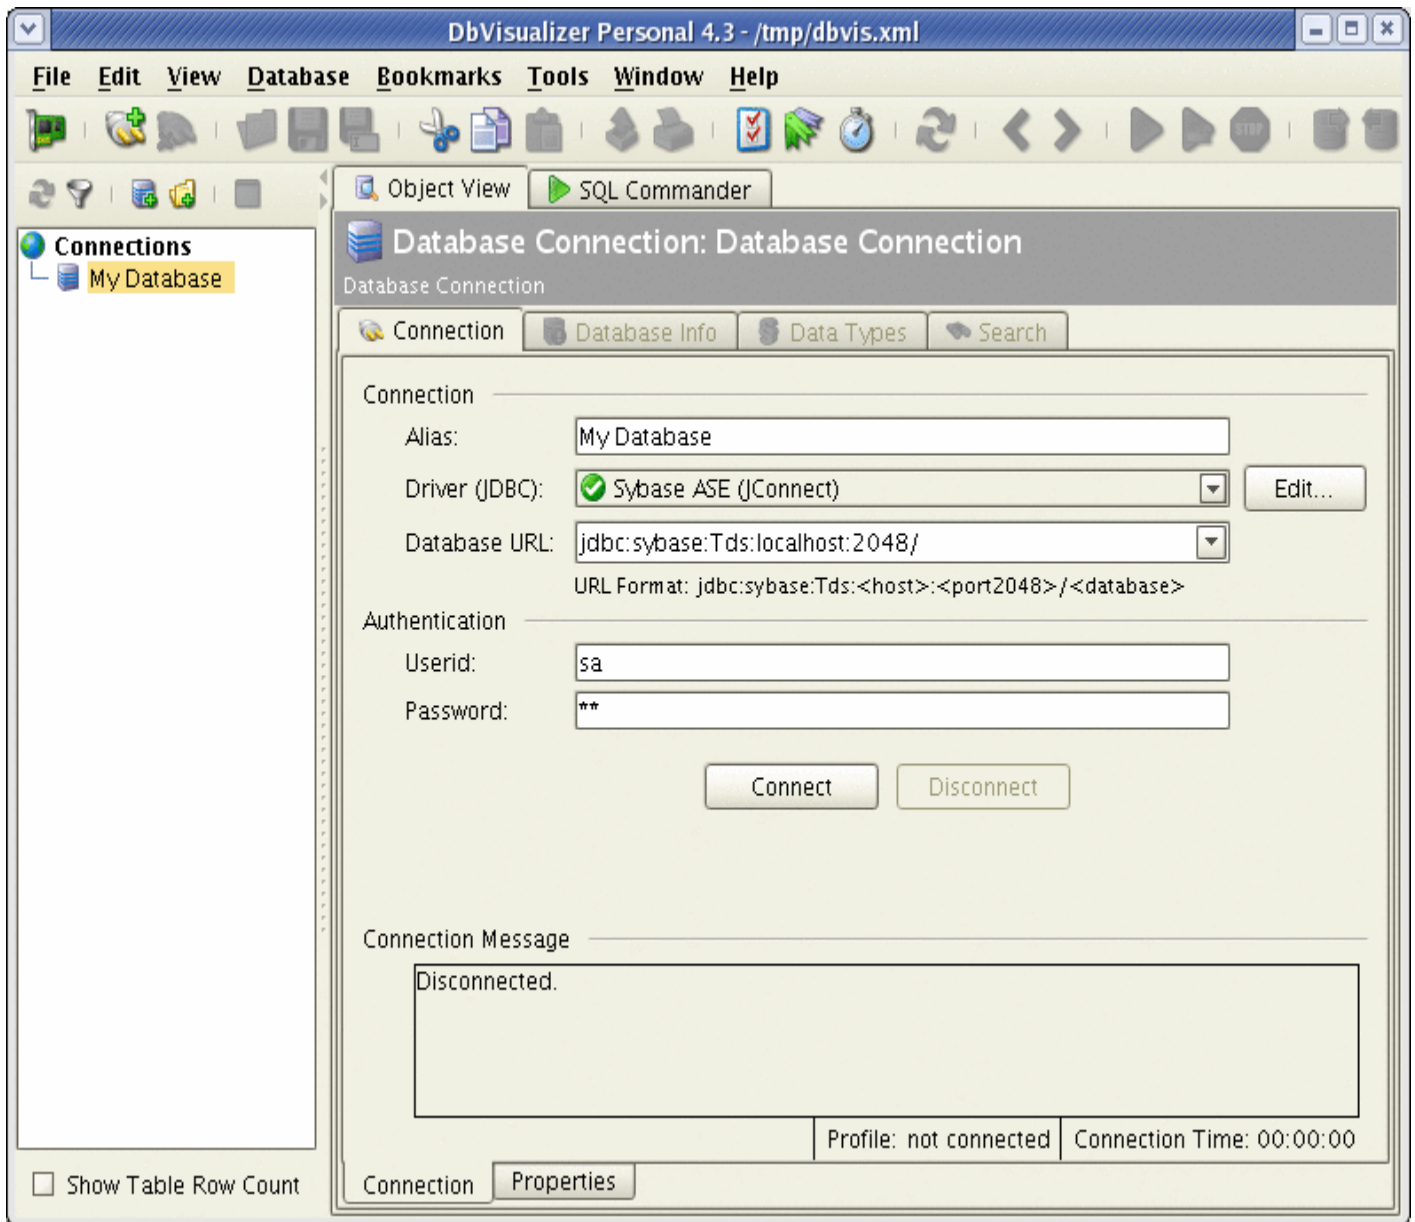 DbVisualizer Personal 4.3 - /tmp/dbvis.xml
File Edit View Database Bookmarks Tools Window Help
STOP
Object View SQL Commander
Connections
My Database
Database Connection: Database Connection
Database Connection
Connection Database Info Data Types Search
Connection
Alias: My Database
Driver (JDBC): Sybase ASE (JConnect) Edit...
Database URL: jdbc:sybase:Tds:localhost:2048/
URL Format: jdbc:sybase:Tds:<host>:<port2048>/<database>
Authentication
Userid: sa
Password: **
Connect Disconnect
Connection Message
Disconnected.
Profile: not connected Connection Time: 00:00:00
Show Table Row Count
Connection Properties